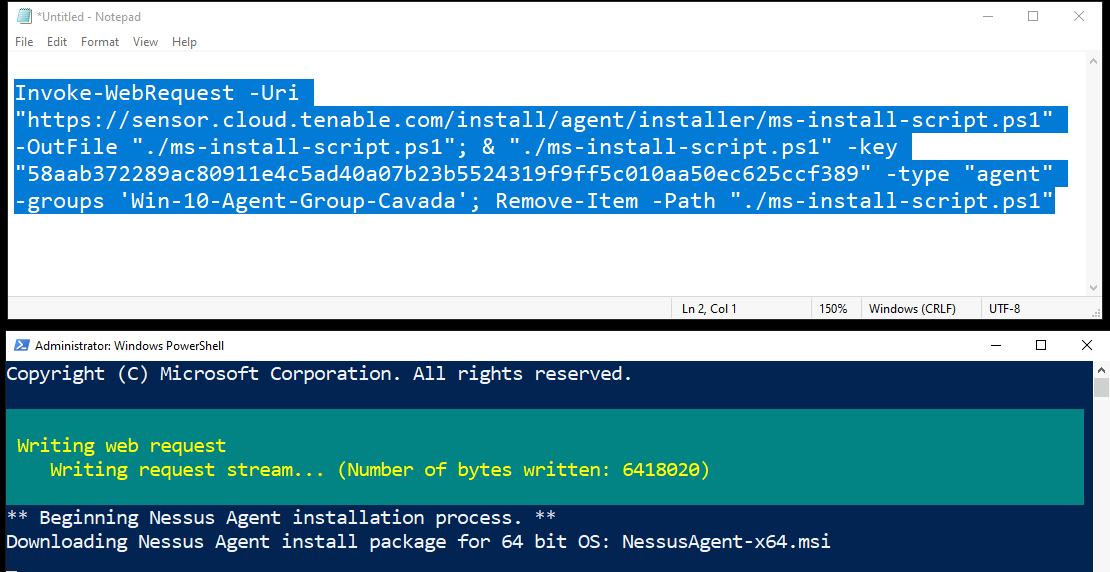 *Untitled - Notepad
File Edit Format View Help
Invoke-WebRequest -Uri
"https://sensor.cloud.tenable.com/install/agent/installer/ms-install-script.ps1"
-OutFile "./ms-install-script.ps1"; & "./ms-install-script.ps1" -key
"58aab372289ac80911e4c5ad40a07b23b5524319f9ff5c010aa50ec625ccf389" -type "agent"
-groups 'Win-10-Agent-Group-Cavada'; Remove-Item -Path "./ms-install-script.ps1"
Ln 2, Col 1 150% Windows (CRLF) UTF-8
Administrator: Windows PowerShell
Copyright (C) Microsoft Corporation. All rights reserved.
Writing web request
Writing request stream... (Number of bytes written: 6418020)
** Beginning Nessus Agent installation process. **
Downloading Nessus Agent install package for 64 bit OS: NessusAgent-x64.msi